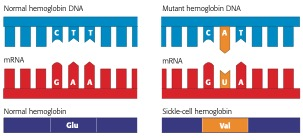 Normal hemoglobin DNA
C T T
mRNA
G A A
Normal hemoglobin
Glu
Mutant hemoglobin DNA
C A T
mRNA
G U A
Sickle-cell hemoglobin
Val